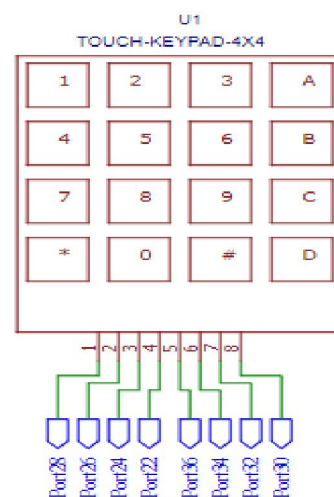 U1
TOUCH-KEYPAD-4X4
1 2 3 A
4 5 6 B
7 8 9 C
* 0 # D
1 2 3 4 5 6 7 8
Port28 Port26 Port24 Port22 Port36 Port34 Port32 Port30